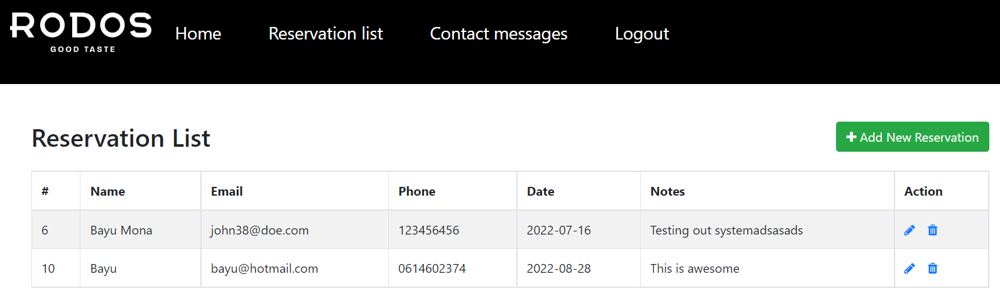 RODOS
GOOD TASTE
Home Reservation list Contact messages Logout
Reservation List
Add New Reservation
# Name Email Phone Date Notes Action
6 Bayu Mona john38@doe.com 123456456 2022-07-16 Testing out systemadsasads
10 Bayu bayu@hotmail.com 0614602374 2022-08-28 This is awesome